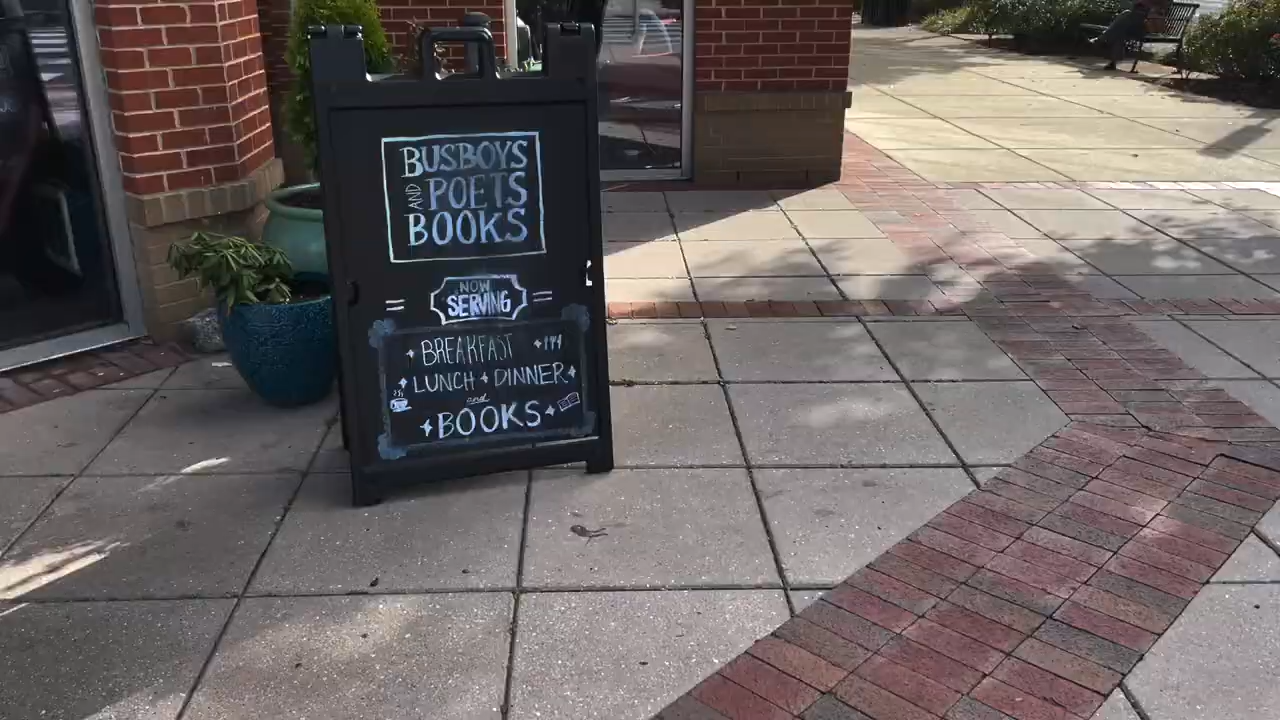 BUSBOYS
AND POETS
BOOKS
NOW
SERVING
BREAKFAST
LUNCH + DINNER
and
BOOKS